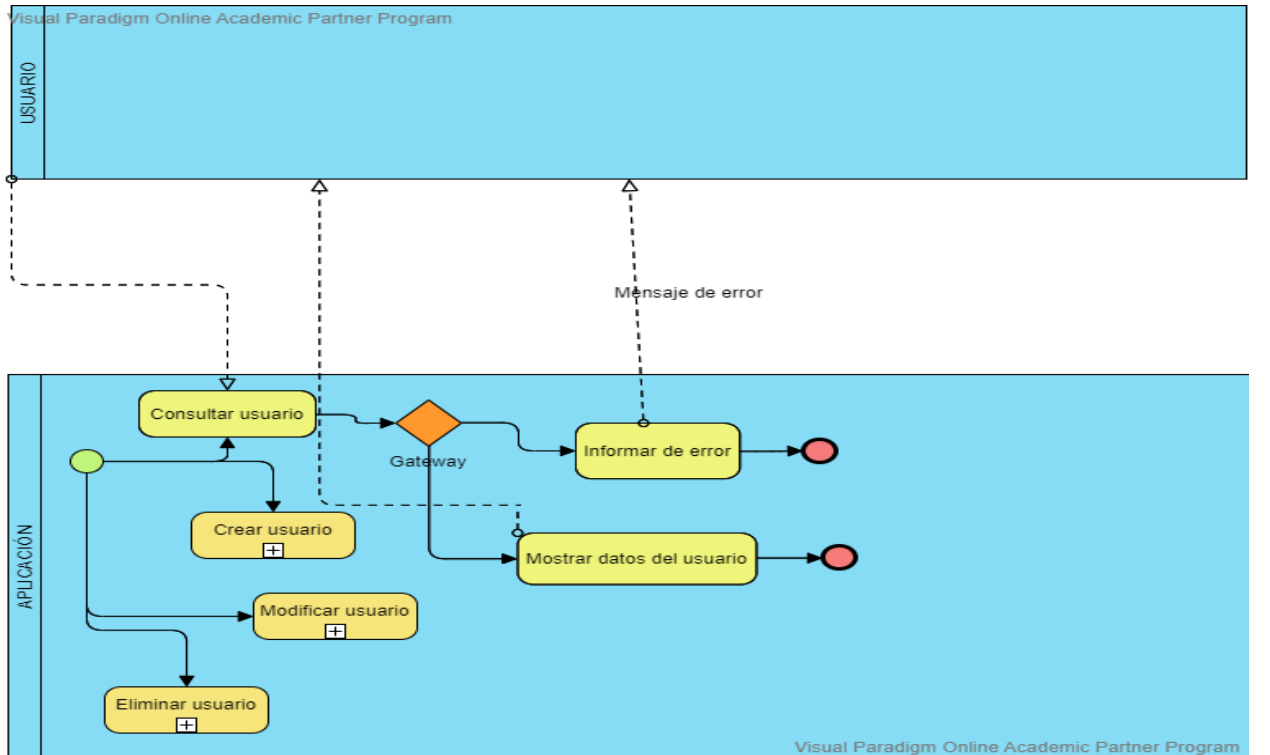 Visual Paradigm Online Academic Partner Program
USUARIO
Mensaje de error
APLICACIÓN
Consultar usuario
Gateway
Informar de error
Crear usuario
Mostrar datos del usuario
Modificar usuario
Eliminar usuario
Visual Paradigm Online Academic Partner Program